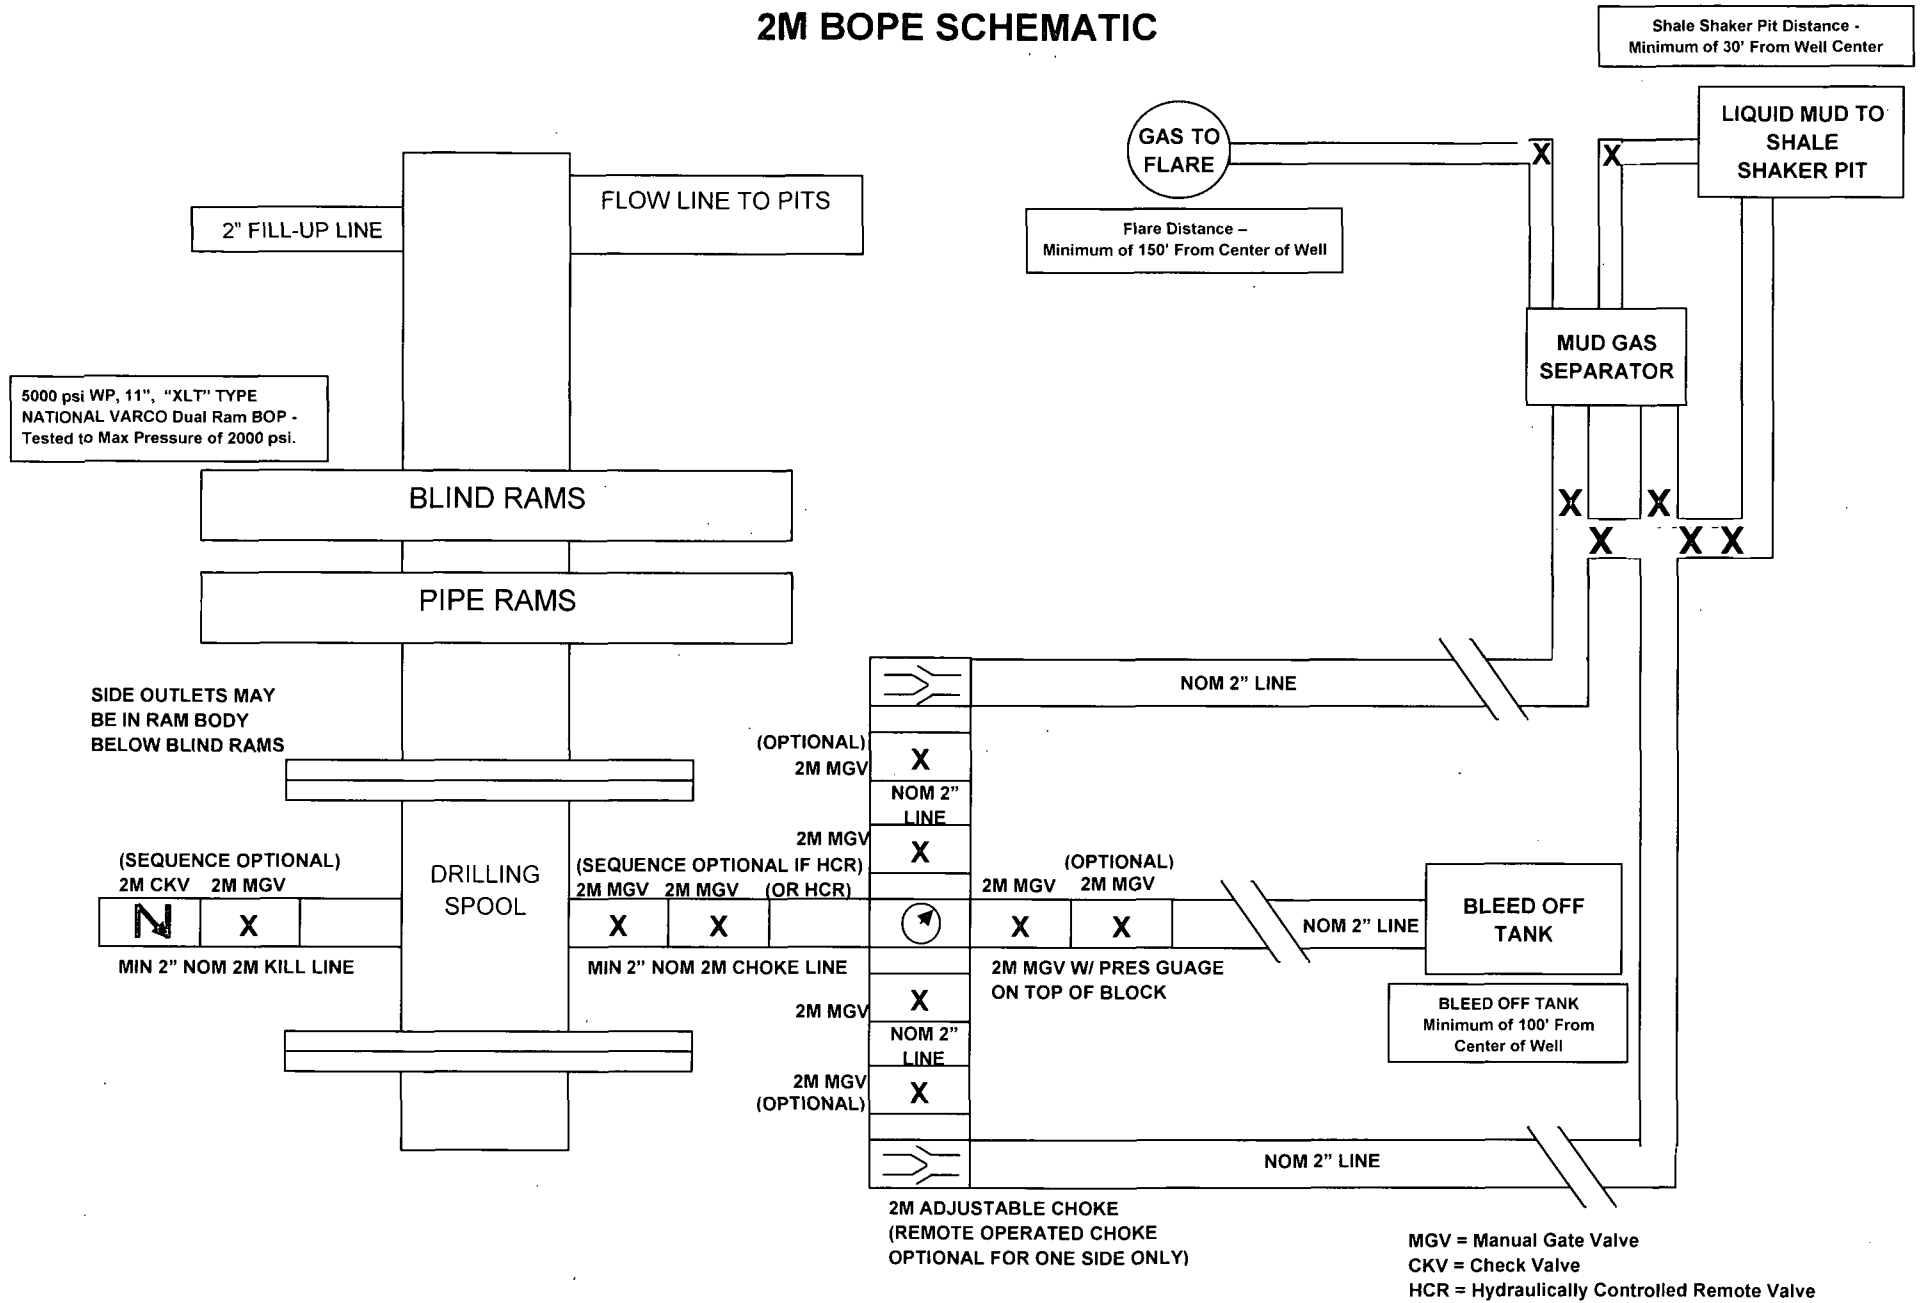 2M BOPE SCHEMATIC
Shale Shaker Pit Distance -
Minimum of 30' From Well Center
GAS TO
FLARE
LIQUID MUD TO
SHALE
SHAKER PIT
FLOW LINE TO PITS
2" FILL-UP LINE
Flare Distance –
Minimum of 150' From Center of Well
MUD GAS
SEPARATOR
5000 psi WP, 11", "XLT" TYPE
NATIONAL VARCO Dual Ram BOP -
Tested to Max Pressure of 2000 psi.
BLIND RAMS
X X
X X X
X X
PIPE RAMS
SIDE OUTLETS MAY
BE IN RAM BODY
BELOW BLIND RAMS
NOM 2" LINE
(OPTIONAL)
2M MGV
X
NOM 2"
LINE
2M MGV
X
(SEQUENCE OPTIONAL)
2M CKV 2M MGV
X
DRILLING
SPOOL
(SEQUENCE OPTIONAL IF HCR)
2M MGV 2M MGV (OR HCR)
X X
(OPTIONAL)
2M MGV 2M MGV
X X
NOM 2" LINE
BLEED OFF
TANK
MIN 2" NOM 2M KILL LINE
MIN 2" NOM 2M CHOKE LINE
2M MGV W/ PRES GUAGE
ON TOP OF BLOCK
2M MGV
X
NOM 2"
LINE
2M MGV
(OPTIONAL)
X
BLEED OFF TANK
Minimum of 100' From
Center of Well
NOM 2" LINE
2M ADJUSTABLE CHOKE
(REMOTE OPERATED CHOKE
OPTIONAL FOR ONE SIDE ONLY)
MGV = Manual Gate Valve
CKV = Check Valve
HCR = Hydraulically Controlled Remote Valve